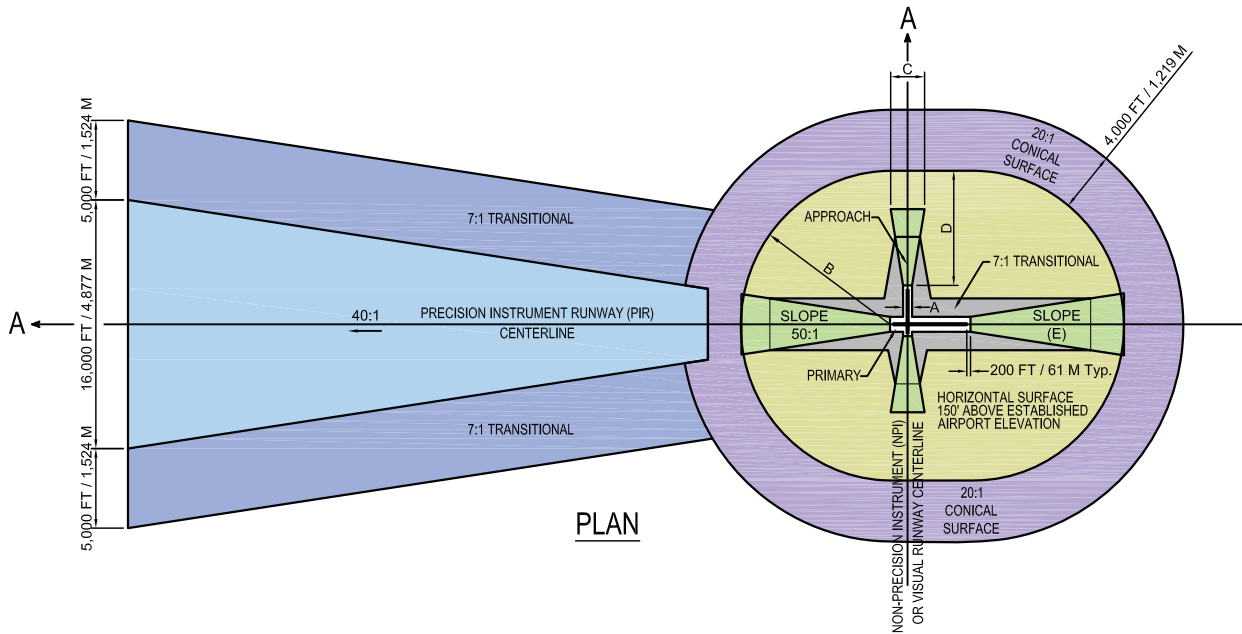 A
C
5,000 FT / 1,524 M
16,000 FT / 4,877 M
5,000 FT / 1,524 M
4,000 FT / 1,219 M
20:1
CONICAL
SURFACE
7:1 TRANSITIONAL
APPROACH
D
B
7:1 TRANSITIONAL
A
A
40:1
PRECISION INSTRUMENT RUNWAY (PIR)
CENTERLINE
SLOPE
50:1
SLOPE
(E)
PRIMARY
200 FT / 61 M Typ.
HORIZONTAL SURFACE
150' ABOVE ESTABLISHED
AIRPORT ELEVATION
7:1 TRANSITIONAL
20:1
CONICAL
SURFACE
NON-PRECISION INSTRUMENT (NPI)
OR VISUAL RUNWAY CENTERLINE
PLAN